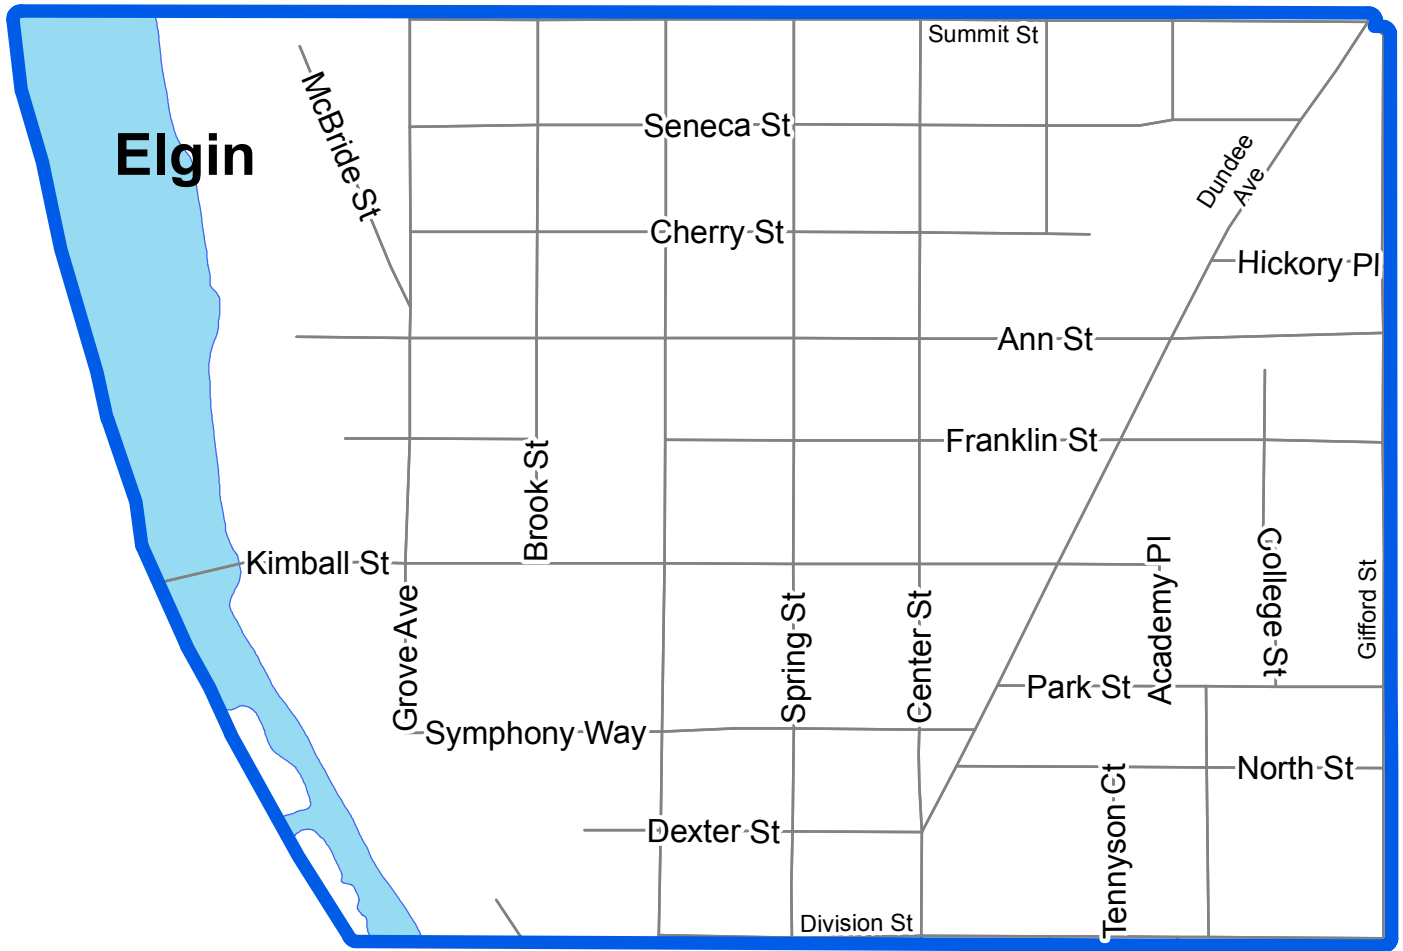 Summit St
Elgin
McBride St
Seneca St
Dundee
Ave
Cherry St
Hickory Pl
Ann St
Franklin St
Brook St
Kimball St
Academy Pl
College St
Gifford St
Grove Ave
Spring St
Center St
Park St
Symphony Way
North St
Tennyson Ct
Dexter St
Division St